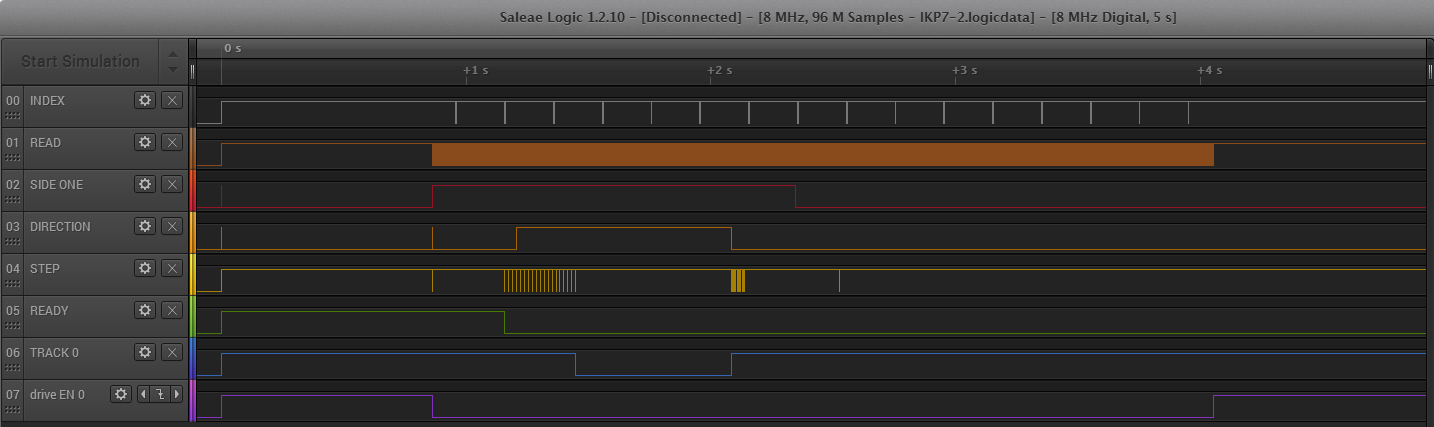 Saleae Logic 1.2.10 - [Disconnected] - [8 MHz, 96 M Samples - IKP7-2.logicdata] - [8 MHz Digital, 5 s]
Start Simulation
0 s
+1 s +2 s +3 s +4 s
00 INDEX
01 READ
02 SIDE ONE
03 DIRECTION
04 STEP
05 READY
06 TRACK 0
07 drive EN 0